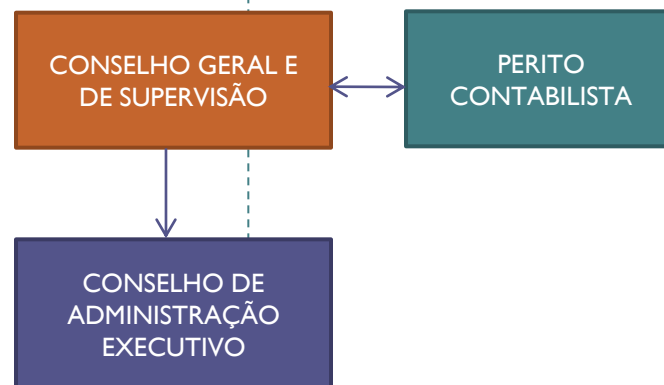 CONSELHO GERAL E
DE SUPERVISÃO
PERITO
CONTABILISTA
CONSELHO DE
ADMINISTRAÇÃO
EXECUTIVO